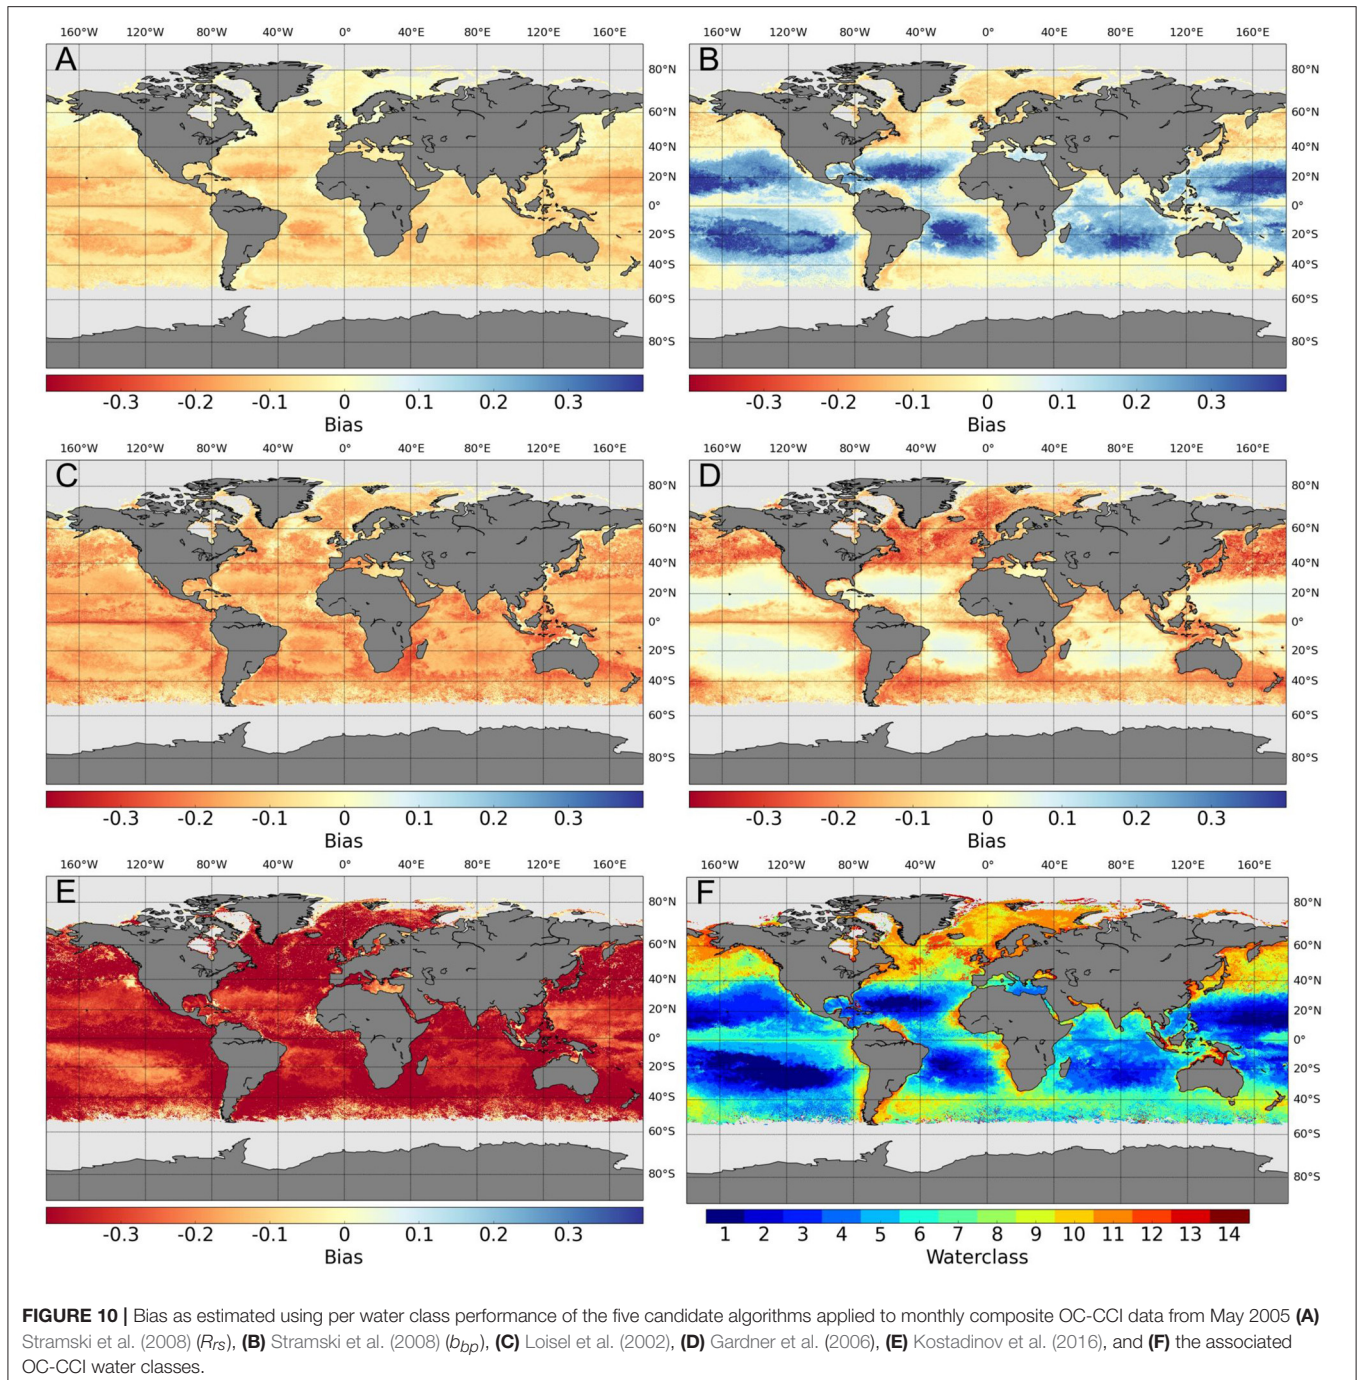 160°W 120°W 80°W 40°W 0° 40°E 80°E 120°E 160°E
A
80°N
60°N
40°N
20°N
0°
20°S
40°S
60°S
80°S
-0.3 -0.2 -0.1 0 0.1 0.2 0.3
Bias
160°W 120°W 80°W 40°W 0° 40°E 80°E 120°E 160°E
B
80°N
60°N
40°N
20°N
0°
20°S
40°S
60°S
80°S
-0.3 -0.2 -0.1 0 0.1 0.2 0.3
Bias
160°W 120°W 80°W 40°W 0° 40°E 80°E 120°E 160°E
C
80°N
60°N
40°N
20°N
0°
20°S
40°S
60°S
80°S
-0.3 -0.2 -0.1 0 0.1 0.2 0.3
Bias
160°W 120°W 80°W 40°W 0° 40°E 80°E 120°E 160°E
D
80°N
60°N
40°N
20°N
0°
20°S
40°S
60°S
80°S
-0.3 -0.2 -0.1 0 0.1 0.2 0.3
Bias
160°W 120°W 80°W 40°W 0° 40°E 80°E 120°E 160°E
E
80°N
60°N
40°N
20°N
0°
20°S
40°S
60°S
80°S
-0.3 -0.2 -0.1 0 0.1 0.2 0.3
Bias
160°W 120°W 80°W 40°W 0° 40°E 80°E 120°E 160°E
F
80°N
60°N
40°N
20°N
0°
20°S
40°S
60°S
80°S
1 2 3 4 5 6 7 8 9 10 11 12 13 14
Waterclass
FIGURE 10 | Bias as estimated using per water class performance of the five candidate algorithms applied to monthly composite OC-CCI data from May 2005 (A)
Stramski et al. (2008) (Rrs), (B) Stramski et al. (2008) (bbp), (C) Loisel et al. (2002), (D) Gardner et al. (2006), (E) Kostadinov et al. (2016), and (F) the associated
OC-CCI water classes.